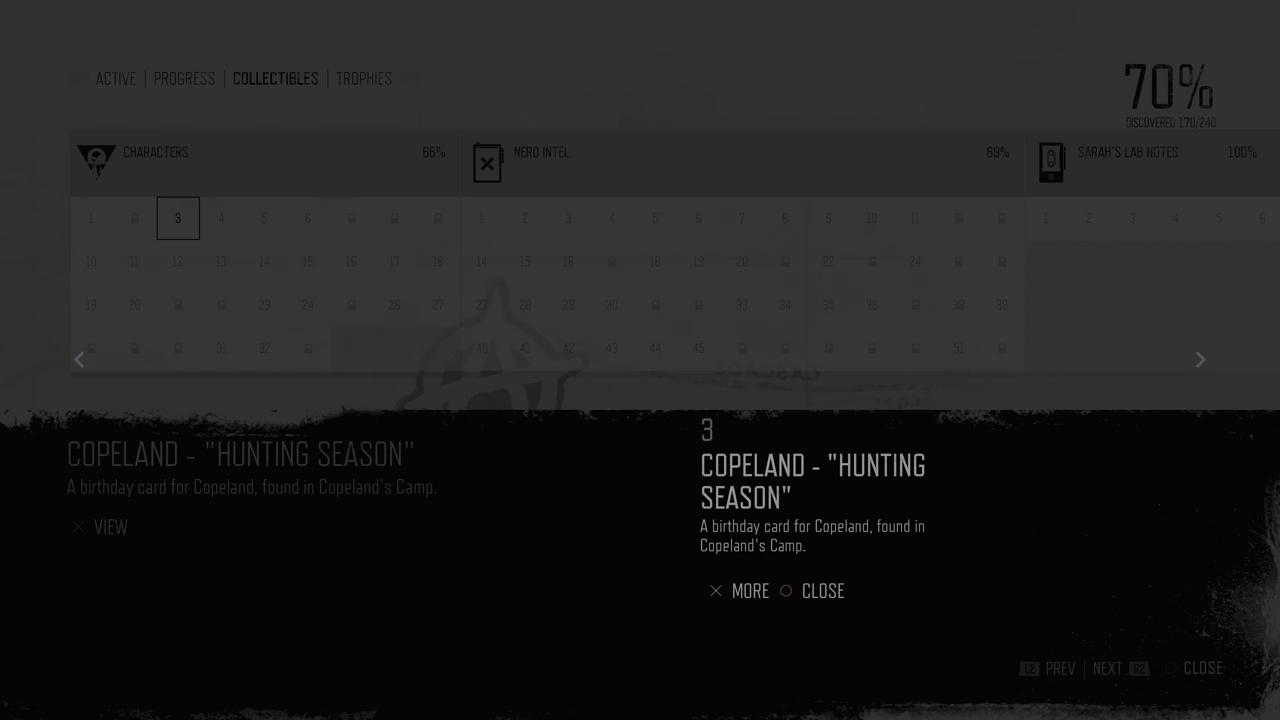 ACTIVE | PROGRESS | COLLECTIBLES | TROPHIES
70%
DISCOVERED 170/240
CHARACTERS 66%
NERO INTEL 69%
SARAH'S LAB NOTES 100%
1 3 4 5 6
10 11 12 13 14 15 16 17 18
19 20 23 24 26 27
31 32
1 2 3 4 5 6 7 8 9 10 11
14 15 16 18 19 20 22 24
27 28 29 30 33 34 35 36 38 39
40 41 42 43 44 45 51
1 2 3 4 5 6
COPELAND - "HUNTING SEASON"
A birthday card for Copeland, found in Copeland's Camp.
VIEW
3
COPELAND - "HUNTING
SEASON"
A birthday card for Copeland, found in
Copeland's Camp.
MORE CLOSE
L2 PREV | NEXT R2 CLOSE